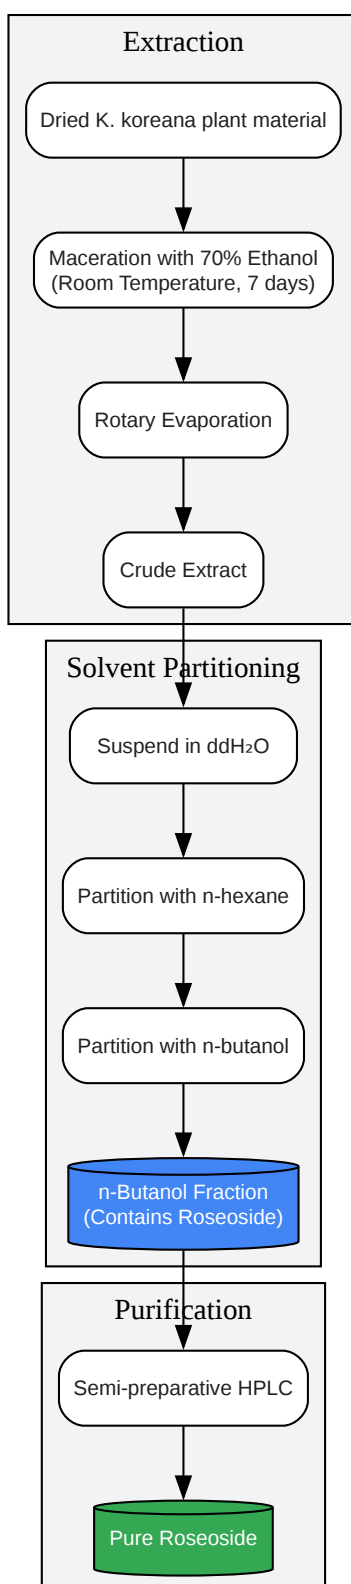 Extraction
Dried K. koreana plant material
Maceration with 70% Ethanol
(Room Temperature, 7 days)
Rotary Evaporation
Crude Extract
Solvent Partitioning
Suspend in ddH₂O
Partition with n-hexane
Partition with n-butanol
n-Butanol Fraction
(Contains Roseoside)
Purification
Semi-preparative HPLC
Pure Roseoside